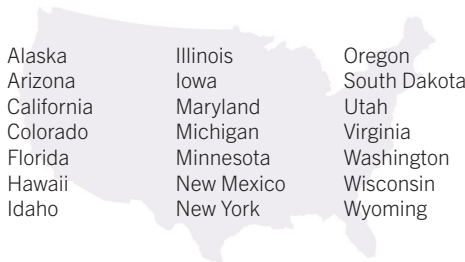 Alaska
Arizona
California
Colorado
Florida
Hawaii
Idaho
Illinois
Iowa
Maryland
Michigan
Minnesota
New Mexico
New York
Oregon
South Dakota
Utah
Virginia
Washington
Wisconsin
Wyoming